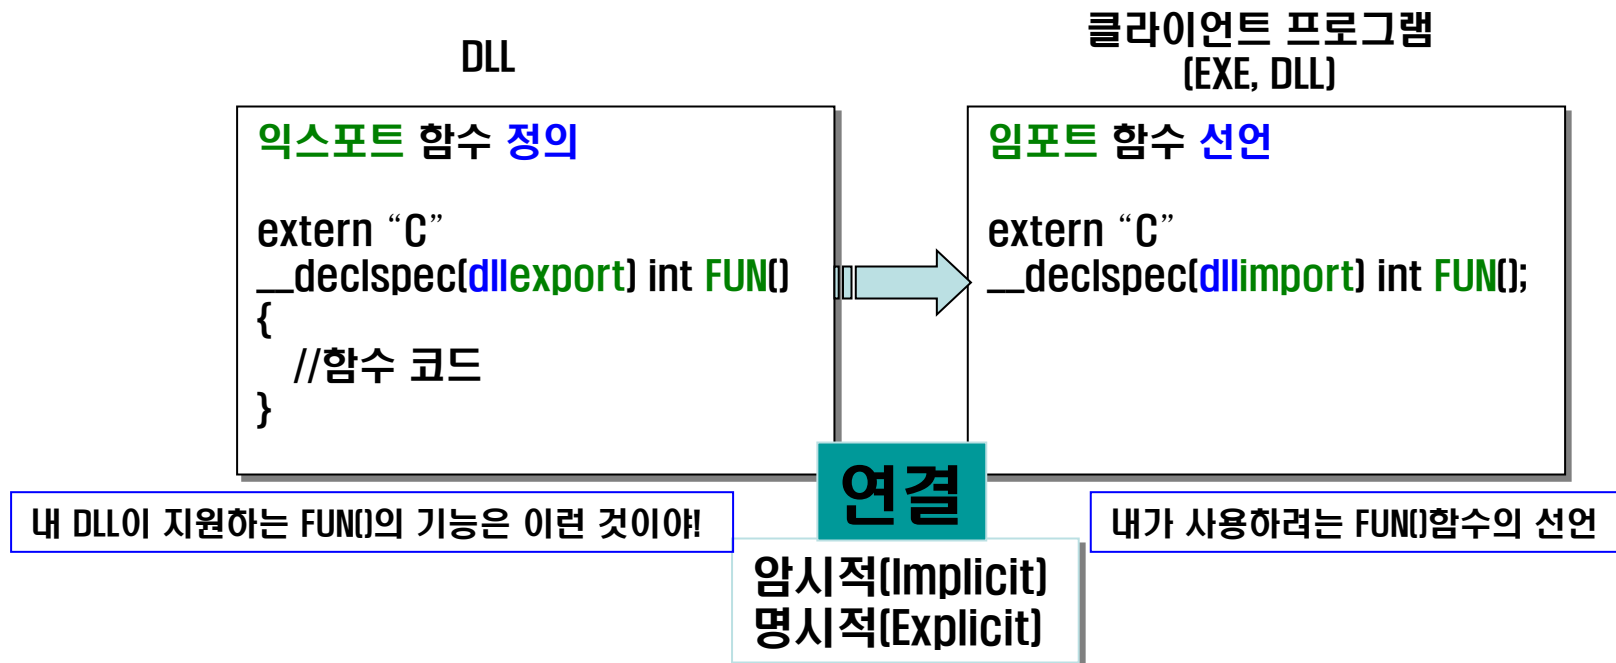 DLL
클라이언트 프로그램
(EXE, DLL)
익스포트 함수 정의
extern “C”
__declspec(dllexport) int FUN()
{
//함수 코드
}
임포트 함수 선언
extern “C”
__declspec(dllimport) int FUN();
연결
내 DLL이 지원하는 FUN()의 기능은 이런 것이야!
내가 사용하려는 FUN()함수의 선언
암시적(Implicit)
명시적(Explicit)